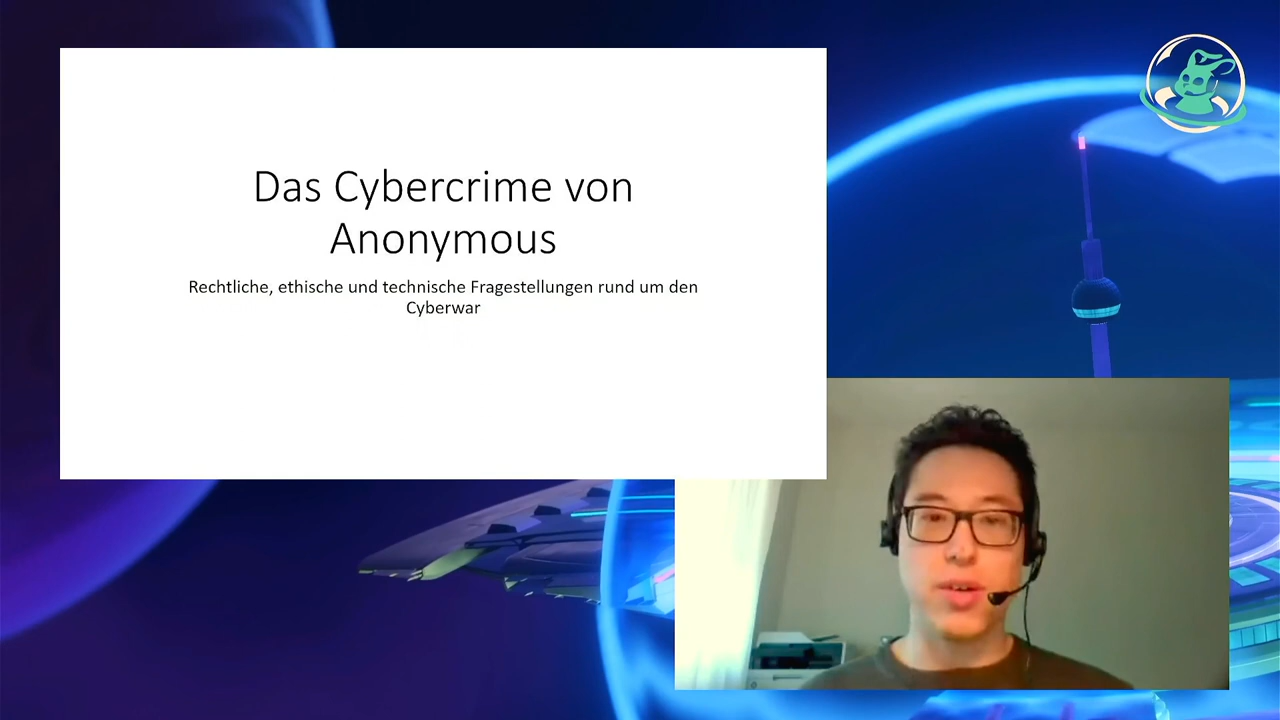 Das Cybercrime von
Anonymous
Rechtliche, ethische und technische Fragestellungen rund um den
Cyberwar